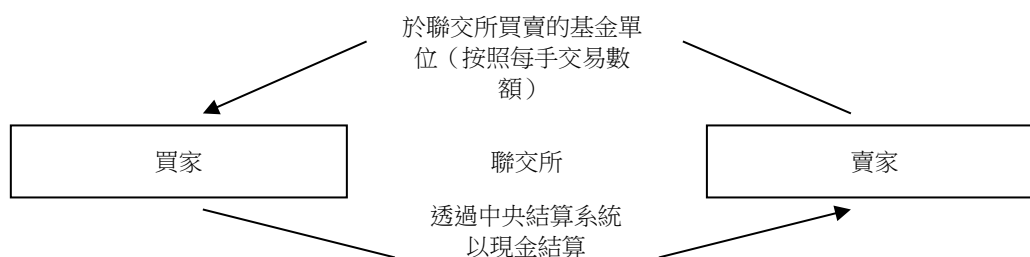 於聯交所買賣的基金單
位（按照每手交易數
額）
買家
聯交所
賣家
透過中央結算系統
以現金結算